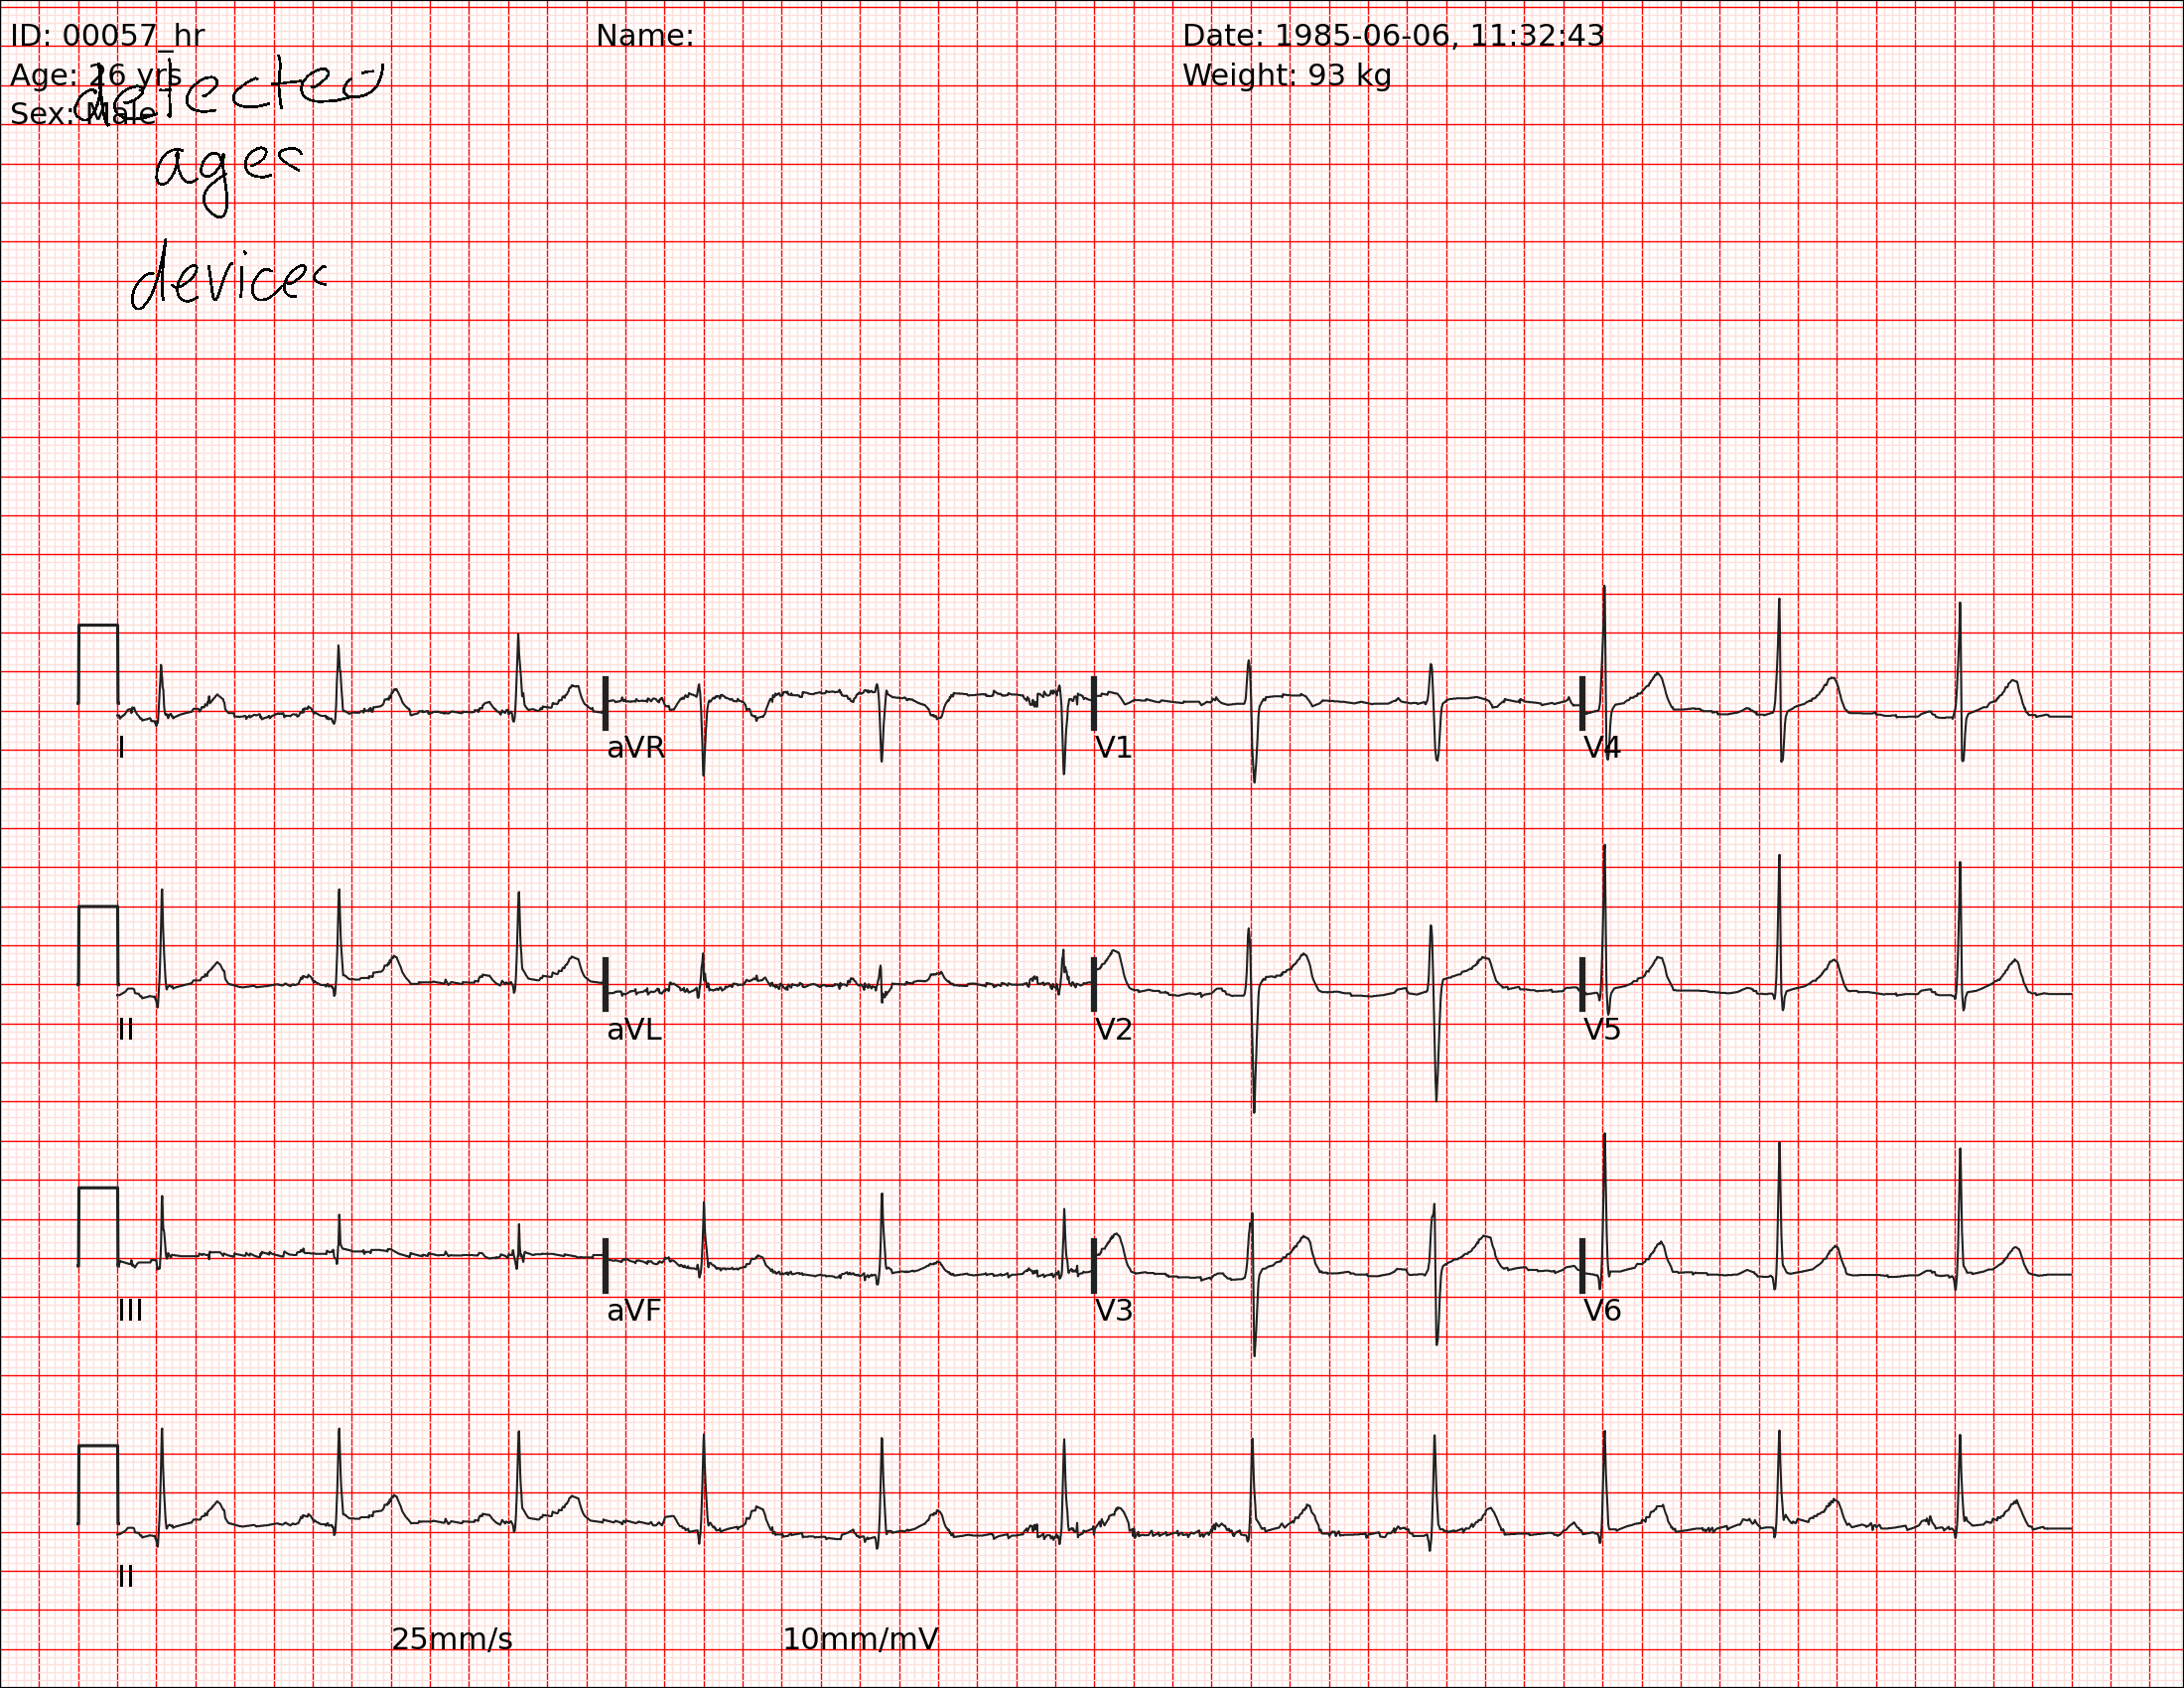 ID: 00057_hr Name: Date: 1985-06-06, 11:32:43
Age: 26 yrs Weight: 93 kg
Sex: Male
detected
ages
devices
I aVR V1 V4
II aVL V2 V5
III aVF V3 V6
II
25mm/s 10mm/mV